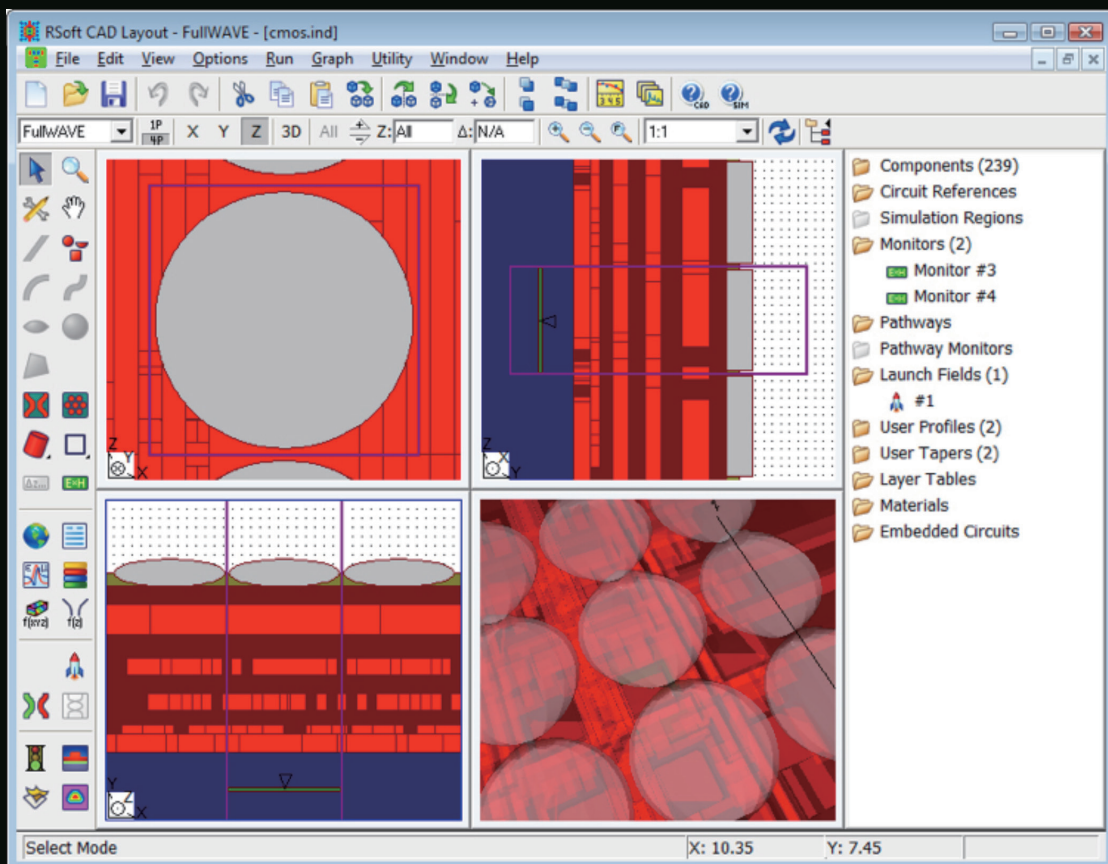 RSoft CAD Layout - FullWAVE - [cmos.ind]
File Edit View Options Run Graph Utility Window Help
CAD SIM
FullWAVE 1P 4P X Y Z 3D All Z: All Δ: N/A 1:1
Components (239)
Circuit References
Simulation Regions
Monitors (2)
Monitor #3
Monitor #4
Pathways
Pathway Monitors
Launch Fields (1)
#1
User Profiles (2)
User Tapers (2)
Layer Tables
Materials
Embedded Circuits
Z Y X
Z X Y
E×H
f(xyz) f(z)
Y Z X
Select Mode X: 10.35 Y: 7.45